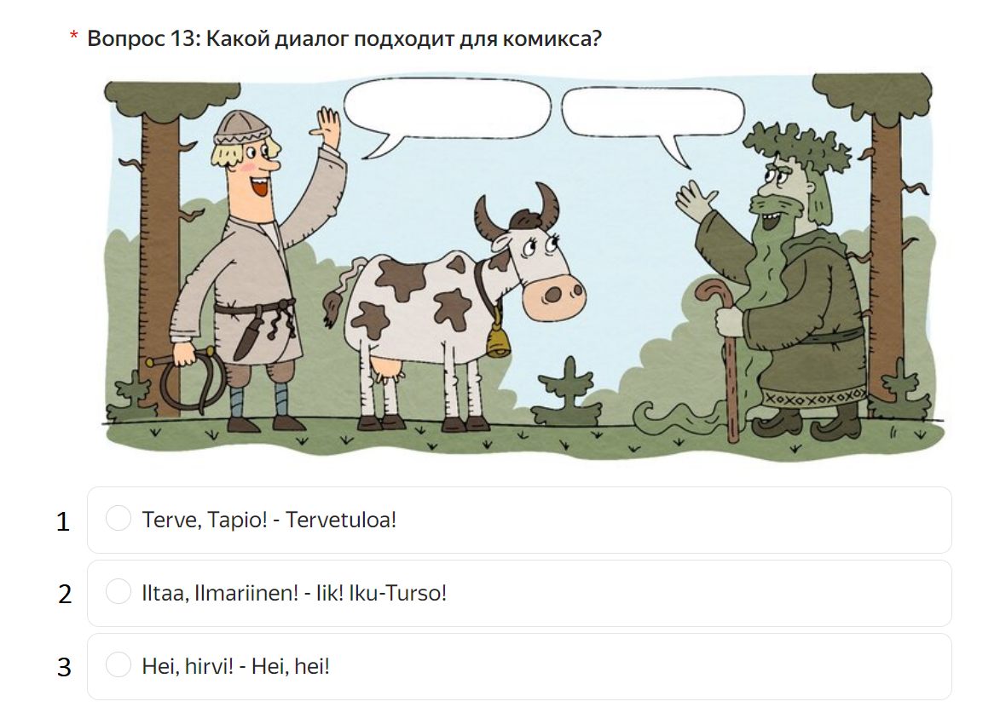 * Вопрос 13: Какой диалог подходит для комикса?
1 Terve, Tapio! - Tervetuloa!
2 Iltaa, Ilmariinen! - Iik! Iku-Turso!
3 Hei, hirvi! - Hei, hei!